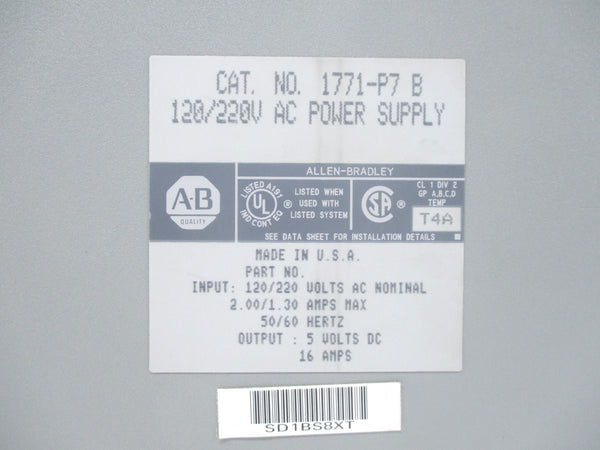 CAT. NO. 1771-P7 B
120/220V AC POWER SUPPLY
ALLEN-BRADLEY
A-B
QUALITY
LISTED A191
UL
®
IND CONT EQ
LISTED WHEN
USED WITH
LISTED SYSTEM
SA
®
CL 1 DIV 2
GP A,B,C,D
TEMP
T4A
SEE DATA SHEET FOR INSTALLATION DETAILS
MADE IN U.S.A.
PART NO.
INPUT: 120/220 VOLTS AC NOMINAL
2.00/1.30 AMPS MAX
50/60 HERTZ
OUTPUT : 5 VOLTS DC
16 AMPS
SD1BS8XT